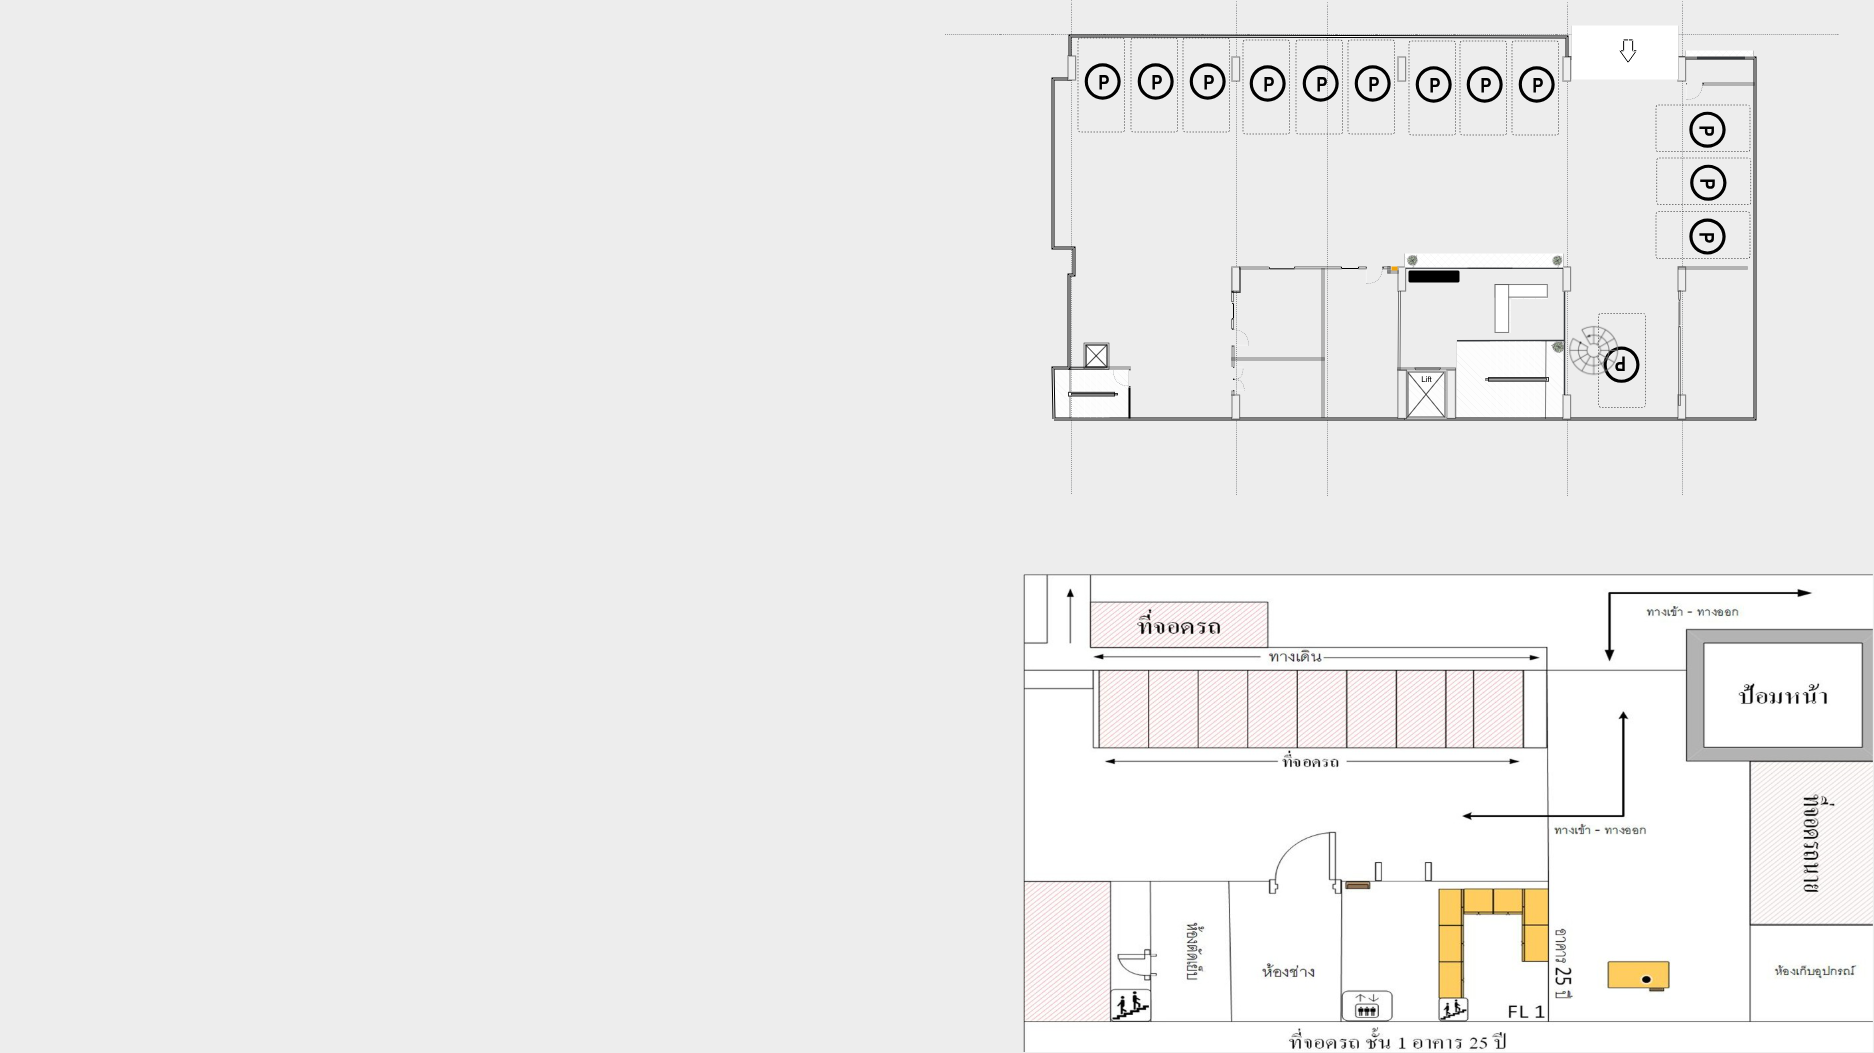 P P P P P P P P P
P
P
P
P
Lift
ที่จอดรถ
ทางเข้า - ทางออก
ทางเดิน
ป้อมหน้า
ที่จอดรถ
ทางเข้า - ทางออก
ที่จอดรถนาย
ห้องตัดเย็บ
ห้องช่าง
อาคาร 25 ปี
ห้องเก็บอุปกรณ์
FL 1
ที่จอดรถ ชั้น 1 อาคาร 25 ปี